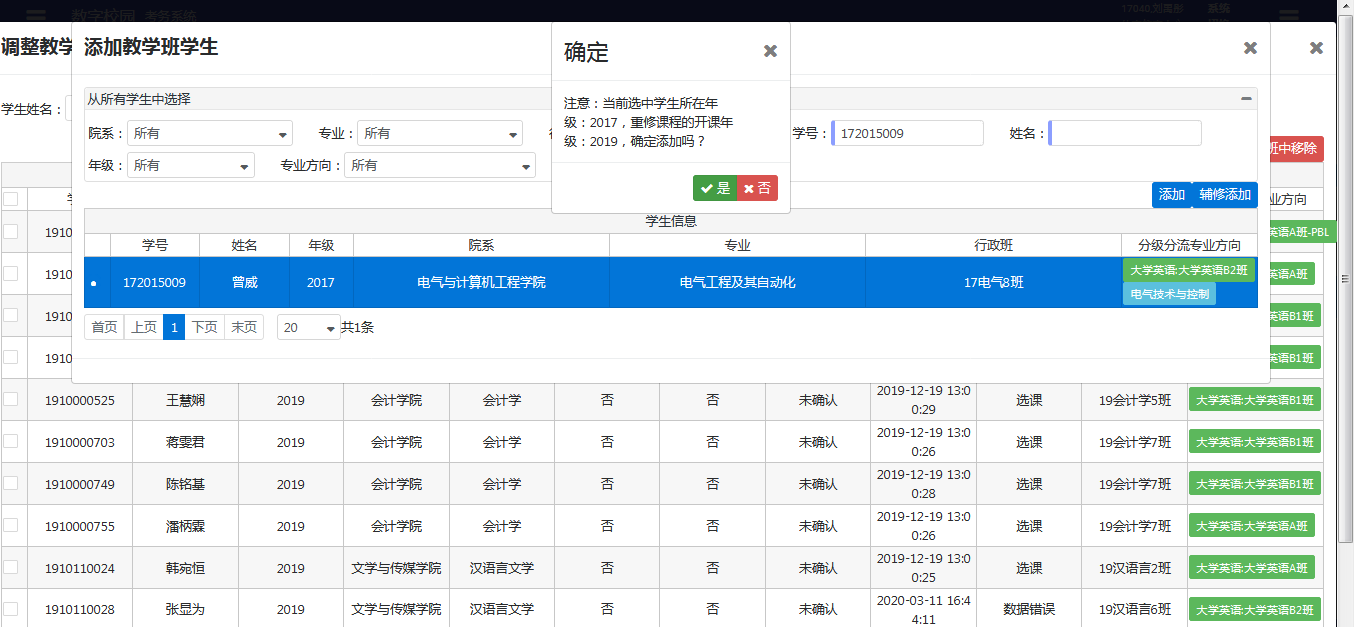 数字校园 考务系统
系统
调整教学
添加教学班学生
确定
学生姓名：
从所有学生中选择
注意：当前选中学生所在年
级：2017，重修课程的开课年
级：2019，确定添加吗？
院系： 所有 专业： 所有 学号： 172015009 姓名：
年级： 所有 专业方向： 所有
班中移除
是 否
添加 辅修添加
学生信息
学号 姓名 年级 院系 专业 行政班 分级分流专业方向
172015009 曾威 2017 电气与计算机工程学院 电气工程及其自动化 17电气8班 大学英语:大学英语B2班
电气技术与控制
首页 上页 1 下页 末页 20 共1条
业方向
1910 英语A班-PBL
1910 英语A班
1910 英语B1班
1910 英语B1班
1910000525 王慧娴 2019 会计学院 会计学 否 否 未确认 2019-12-19 13:0
0:29 选课 19会计学5班 大学英语:大学英语B1班
1910000703 蒋雯君 2019 会计学院 会计学 否 否 未确认 2019-12-19 13:0
0:26 选课 19会计学7班 大学英语:大学英语B1班
1910000749 陈铭基 2019 会计学院 会计学 否 否 未确认 2019-12-19 13:0
0:28 选课 19会计学7班 大学英语:大学英语B1班
1910000755 潘柄霖 2019 会计学院 会计学 否 否 未确认 2019-12-19 13:0
0:26 选课 19会计学7班 大学英语:大学英语A班
1910110024 韩宛恒 2019 文学与传媒学院 汉语言文学 否 否 未确认 2019-12-19 13:0
0:25 选课 19汉语言2班 大学英语:大学英语A班
1910110028 张显为 2019 文学与传媒学院 汉语言文学 否 否 未确认 2020-03-11 16:4
4:11 数据错误 19汉语言6班 大学英语:大学英语B2班